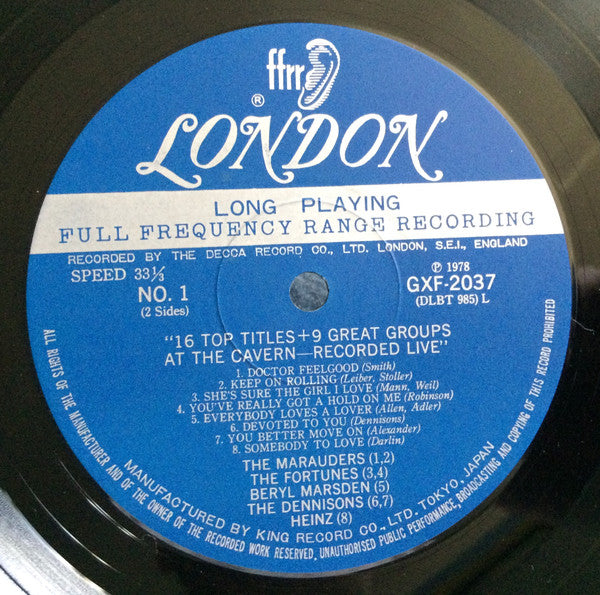 ffrr
®
LONDON
LONG PLAYING
FULL FREQUENCY RANGE RECORDING
RECORDED BY THE DECCA RECORD CO., LTD. LONDON, S.E.I., ENGLAND
SPEED 33⅓
℗ 1978
NO. 1
GXF-2037
(2 Sides)
(DLBT 985) L
"16 TOP TITLES+9 GREAT GROUPS
AT THE CAVERN—RECORDED LIVE"
1. DOCTOR FEELGOOD (Smith)
2. KEEP ON ROLLING (Leiber, Stoller)
3. SHE'S SURE THE GIRL I LOVE (Mann, Weil)
4. YOU'VE REALLY GOT A HOLD ON ME (Robinson)
5. EVERYBODY LOVES A LOVER (Allen, Adler)
6. DEVOTED TO YOU (Dennisons)
7. YOU BETTER MOVE ON (Alexander)
8. SOMEBODY TO LOVE (Darlin)
THE MARAUDERS (1,2)
THE FORTUNES (3,4)
BERYL MARSDEN (5)
THE DENNISONS (6,7)
HEINZ (8)
MANUFACTURED BY KING RECORD CO., LTD. TOKYO, JAPAN
ALL RIGHTS OF THE MANUFACTURER AND OF THE OWNER OF THE RECORDED WORK RESERVED. UNAUTHORISED PUBLIC PERFORMANCE, BROADCASTING AND COPYING OF THIS RECORD PROHIBITED